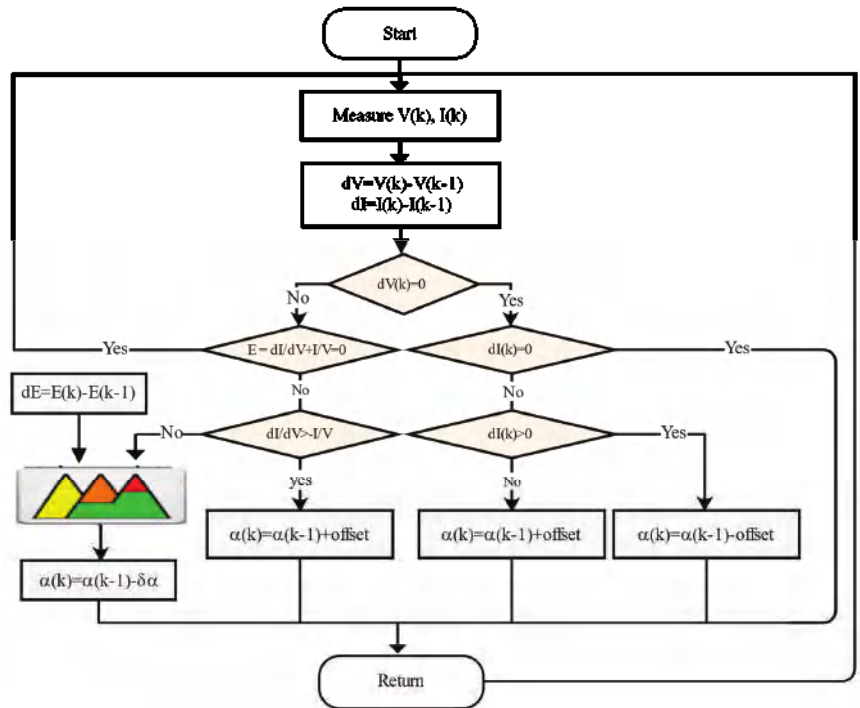 Start
Measure V(k), I(k)
dV=V(k)-V(k-1)
dI=I(k)-I(k-1)
dV(k)=0
No
Yes
Yes
E = dI/dV+I/V=0
dI(k)=0
Yes
dE=E(k)-E(k-1)
No
No
No
dI/dV>-I/V
dI(k)>0
Yes
yes
No
α(k)=α(k-1)+offset
α(k)=α(k-1)+offset
α(k)=α(k-1)-offset
α(k)=α(k-1)-δα
Return